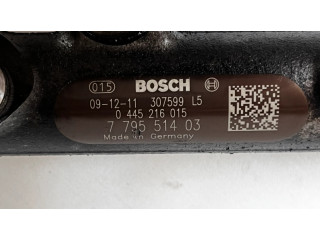 015 BOSCH
09-12-11 307599 L5
0 445 216 015
7 795 514 03
Made in Germany